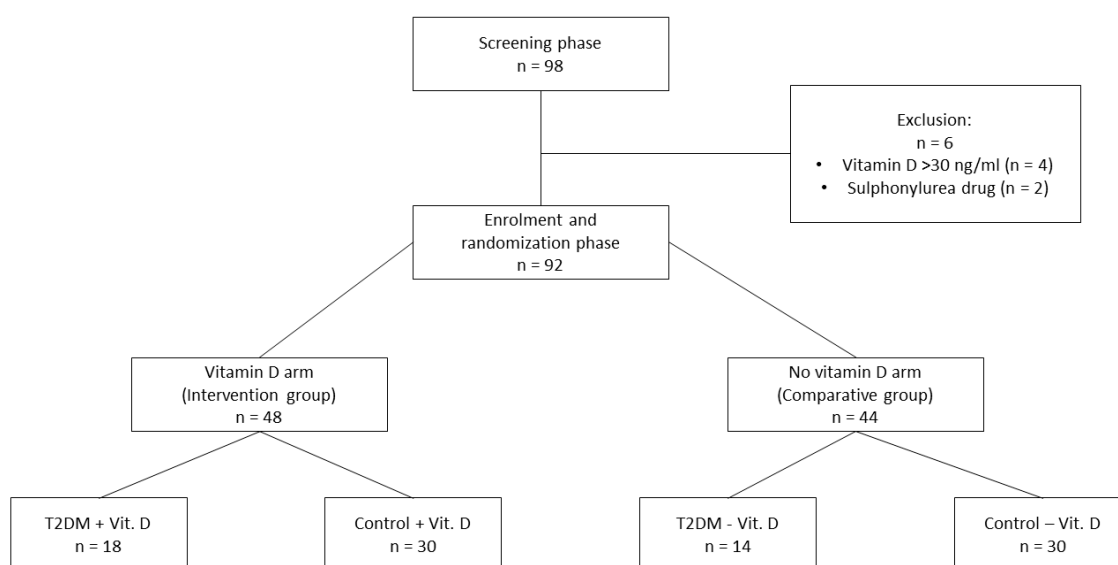 Screening phase
n = 98
Exclusion:
n = 6
• Vitamin D >30 ng/ml (n = 4)
• Sulphonylurea drug (n = 2)
Enrolment and
randomization phase
n = 92
Vitamin D arm
(Intervention group)
n = 48
No vitamin D arm
(Comparative group)
n = 44
T2DM + Vit. D
n = 18
Control + Vit. D
n = 30
T2DM - Vit. D
n = 14
Control – Vit. D
n = 30